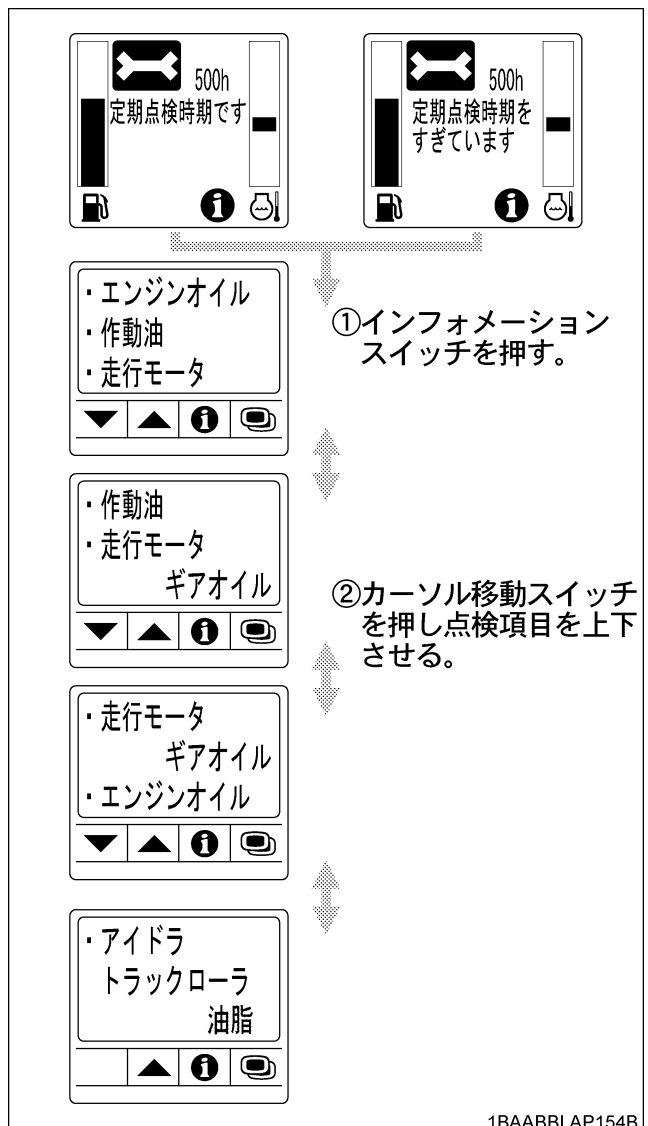 500h
定期点検時期です
500h
定期点検時期を
すぎています
・エンジンオイル
・作動油
・走行モータ
①インフォメーション
スイッチを押す。
・作動油
・走行モータ
ギアオイル
②カーソル移動スイッチ
を押し点検項目を上下
させる。
・走行モータ
ギアオイル
・エンジンオイル
・アイドラ
トラックローラ
油脂
1BAABBLAP154B